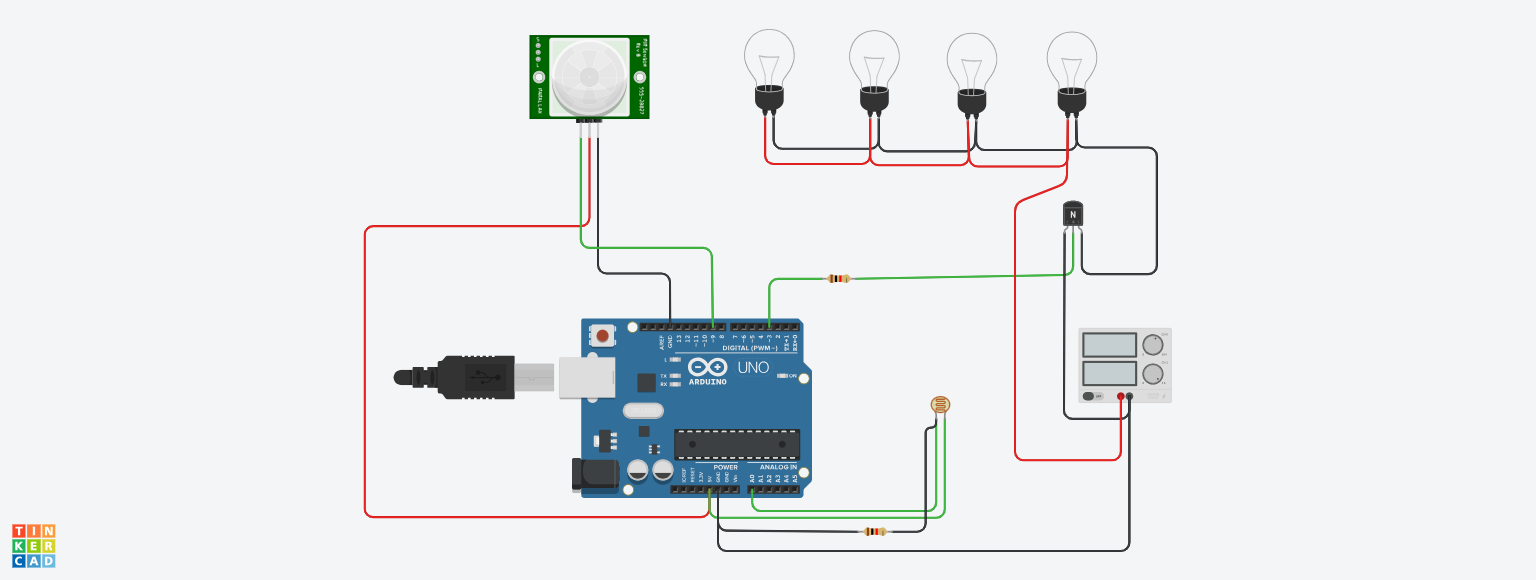 PIR Sensor
Rev B
555-28027
PARALLAX
N
AREF
GND
13
12
~11
~10
~9
8
7
~6
~5
4
~3
2
TX→1
RX←0
DIGITAL (PWM~)
L
TX
RX
ARDUINO
UNO
ON
POWER
ANALOG IN
IOREF
RESET
3.3V
5V
GND
GND
Vin
A0
A1
A2
A3
A4
A5
OFF
TIN
KER
CAD